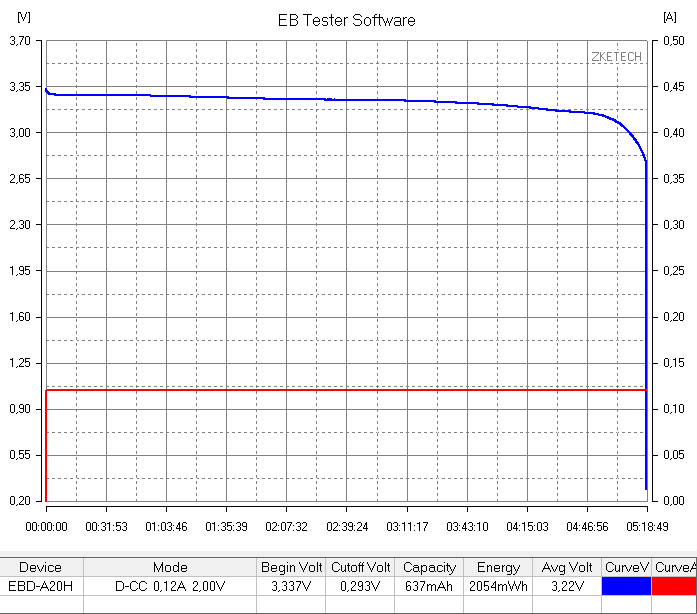 EB Tester Software
[V] [A]
ZKETECH
3,70 0,50
3,35 0,45
3,00 0,40
2,65 0,35
2,30 0,30
1,95 0,25
1,60 0,20
1,25 0,15
0,90 0,10
0,55 0,05
0,20 0,00
00:00:00 00:31:53 01:03:46 01:35:39 02:07:32 02:39:24 03:11:17 03:43:10 04:15:03 04:46:56 05:18:49
Device Mode Begin Volt Cutoff Volt Capacity Energy Avg Volt CurveV CurveA
EBD-A20H D-CC 0,12A 2,00V 3,337V 0,293V 637mAh 2054mWh 3,22V